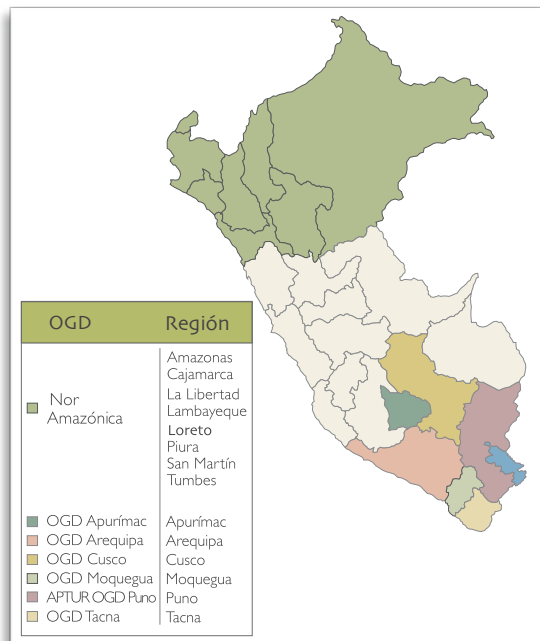 OGD Región
Amazonas
Cajamarca
La Libertad
Nor
Amazónica
Lambayeque
Loreto
Piura
San Martín
Tumbes
OGD Apurímac Apurímac
OGD Arequipa Arequipa
OGD Cusco Cusco
OGD Moquegua Moquegua
APTUR OGD Puno Puno
OGD Tacna Tacna